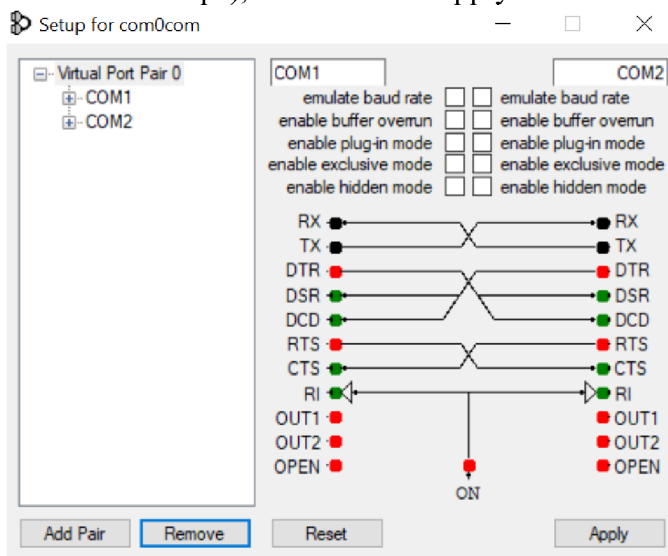 Setup for com0com
Virtual Port Pair 0
COM1
COM2
COM1 COM2
emulate baud rate emulate baud rate
enable buffer overrun enable buffer overrun
enable plug-in mode enable plug-in mode
enable exclusive mode enable exclusive mode
enable hidden mode enable hidden mode
RX RX
TX TX
DTR DTR
DSR DSR
DCD DCD
RTS RTS
CTS CTS
RI RI
OUT1 OUT1
OUT2 OUT2
OPEN OPEN
ON
Add Pair Remove Reset Apply